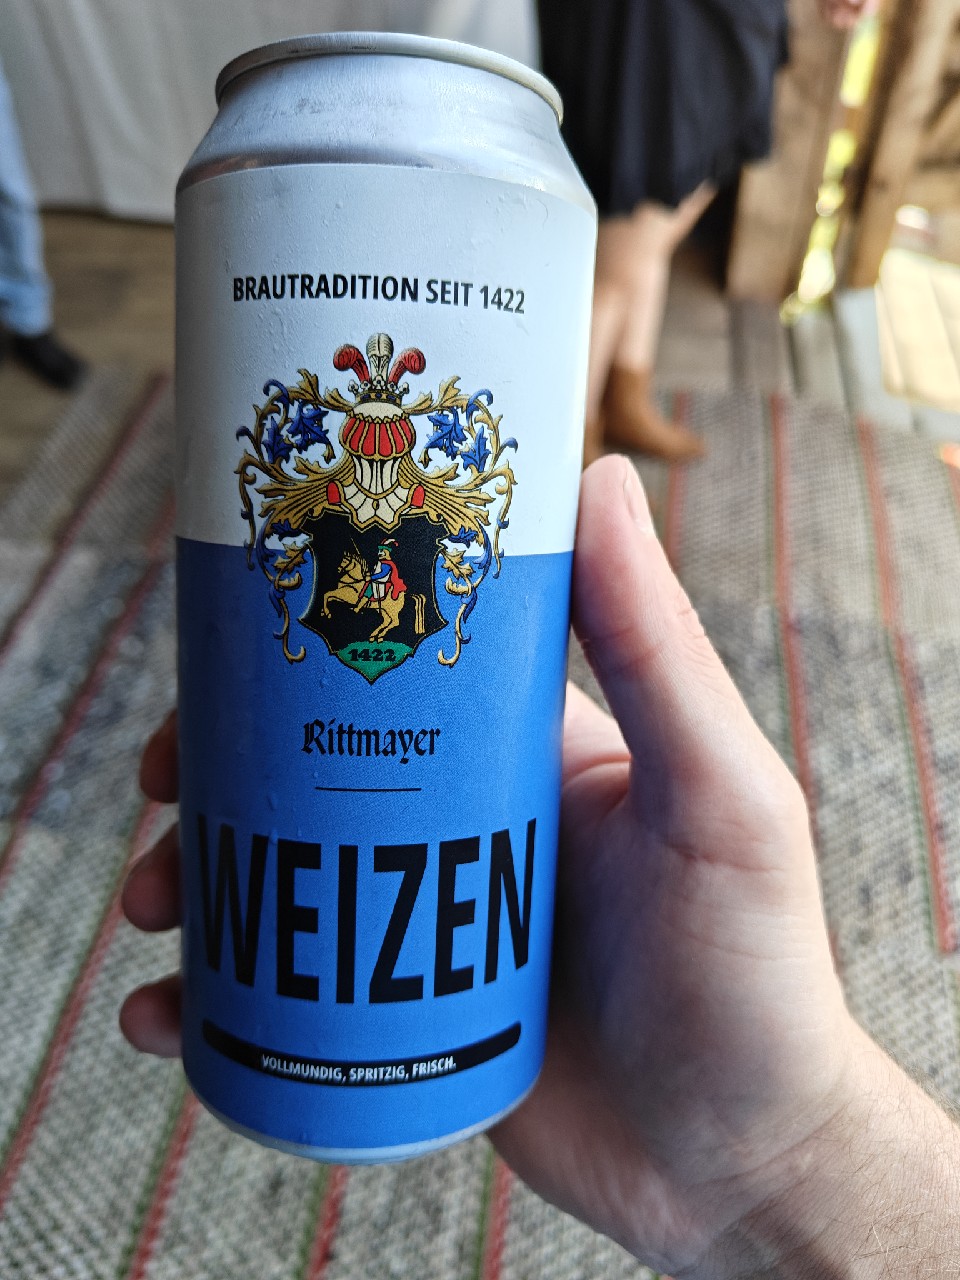 BRAUTRADITION SEIT 1422
1422
Rittmayer
WEIZEN
VOLLMUNDIG, SPRITZIG, FRISCH.